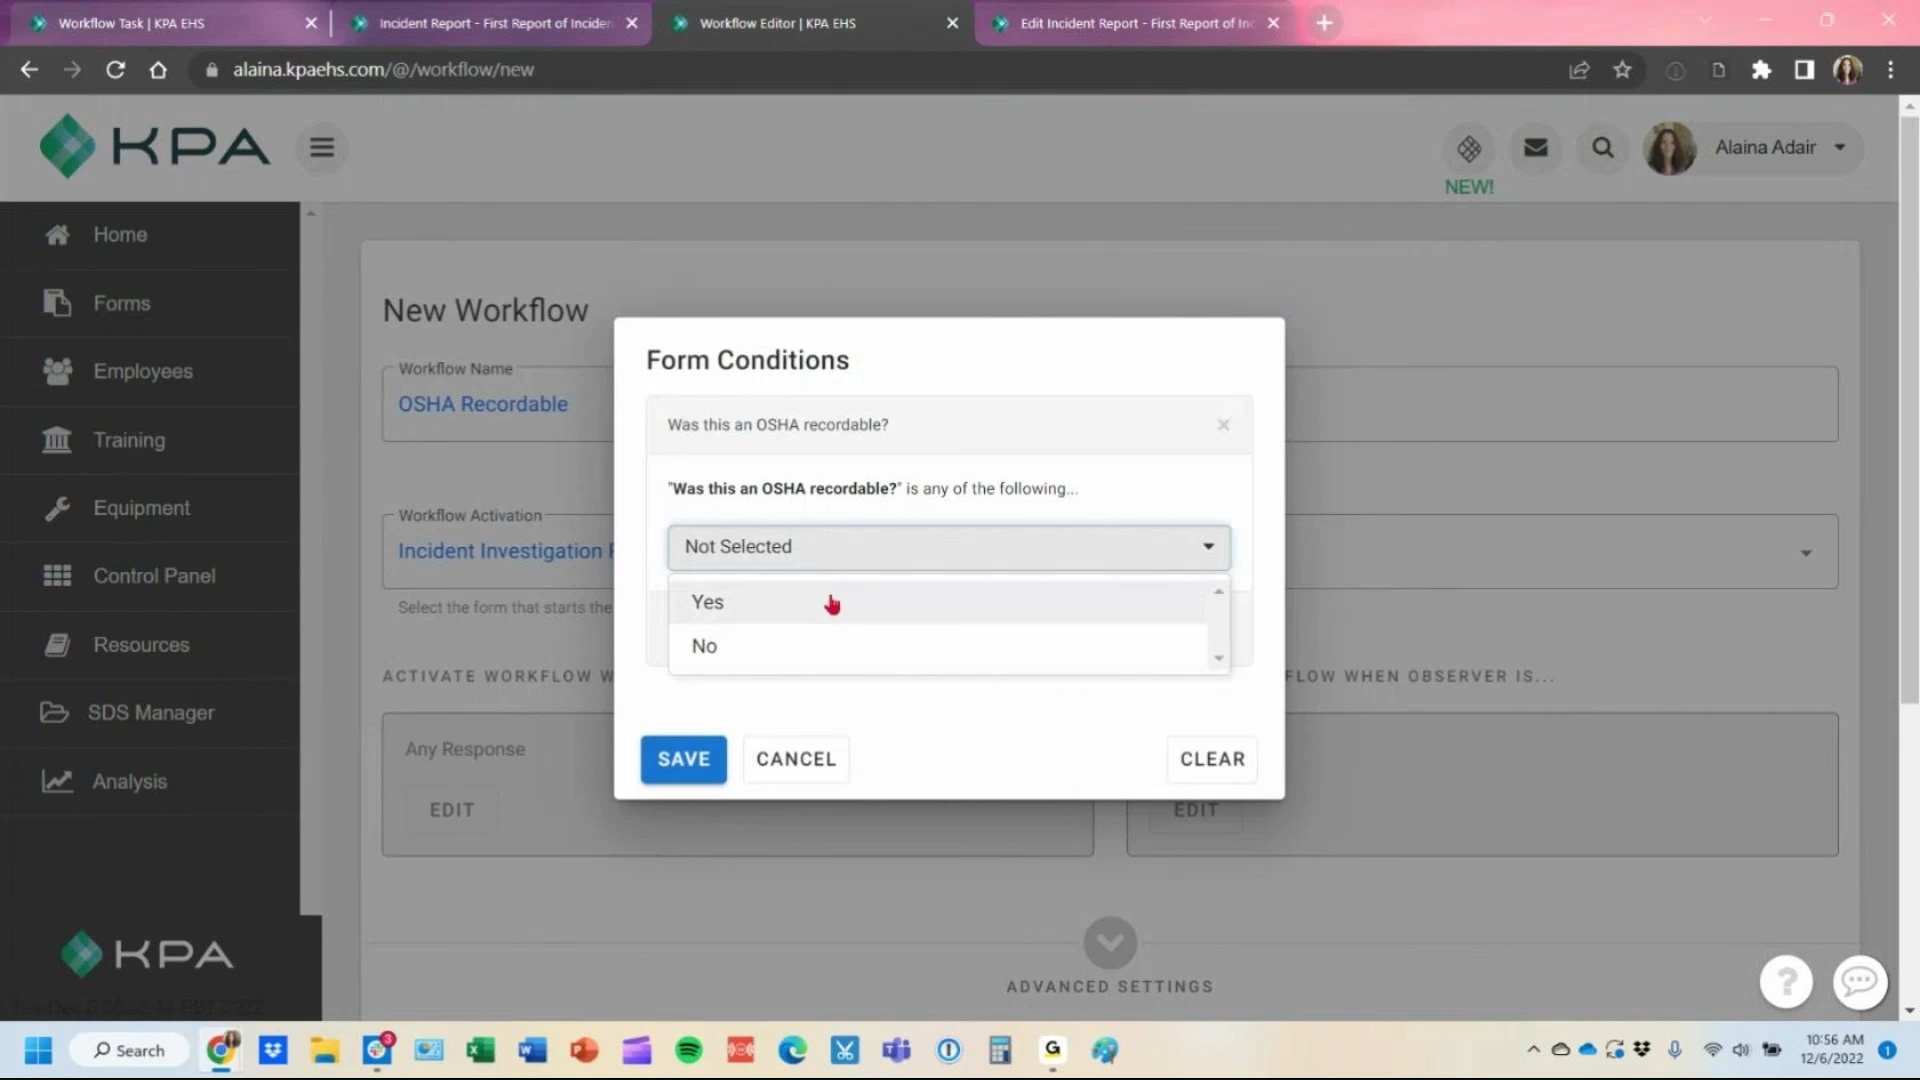 Workflow Task | KPA EHS
Incident Report - First Report of Inciden
Workflow Editor | KPA EHS
Edit Incident Report - First Report of Inc
alaina.kpaehs.com/@/workflow/new
KPA
NEW!
Alaina Adair
Home
Forms
Employees
Training
Equipment
Control Panel
Resources
SDS Manager
Analysis
KPA
New Workflow
Workflow Name
OSHA Recordable
Workflow Activation
Incident Investigation
Select the form that starts the
ACTIVATE WORKFLOW W
FLOW WHEN OBSERVER IS...
Any Response
EDIT
EDIT
Form Conditions
Was this an OSHA recordable?
"Was this an OSHA recordable?" is any of the following...
Not Selected
Yes
No
SAVE
CANCEL
CLEAR
ADVANCED SETTINGS
Search
3
10:56 AM
12/6/2022
1